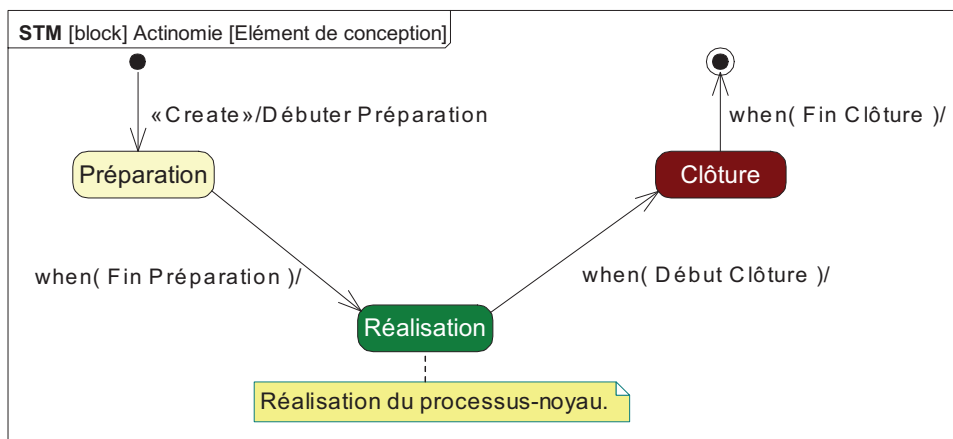 STM [block] Actinomie [Elément de conception]
«Create»/Débuter Préparation
when( Fin Clôture )/
Préparation
Clôture
when( Fin Préparation )/
when( Début Clôture )/
Réalisation
Réalisation du processus-noyau.